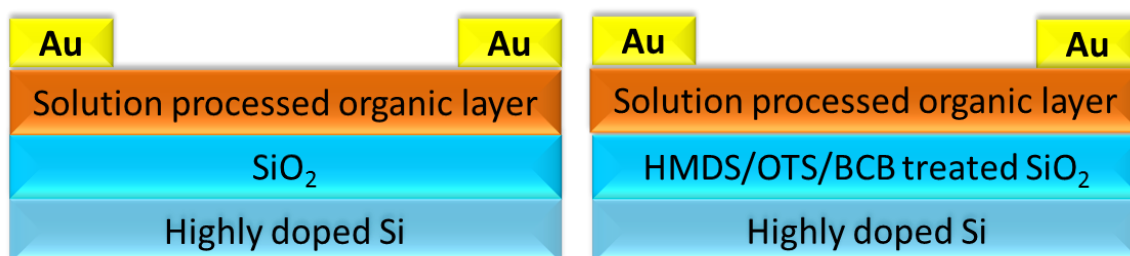 Au Au
Solution processed organic layer
SiO₂
Highly doped Si
Au Au
Solution processed organic layer
HMDS/OTS/BCB treated SiO₂
Highly doped Si